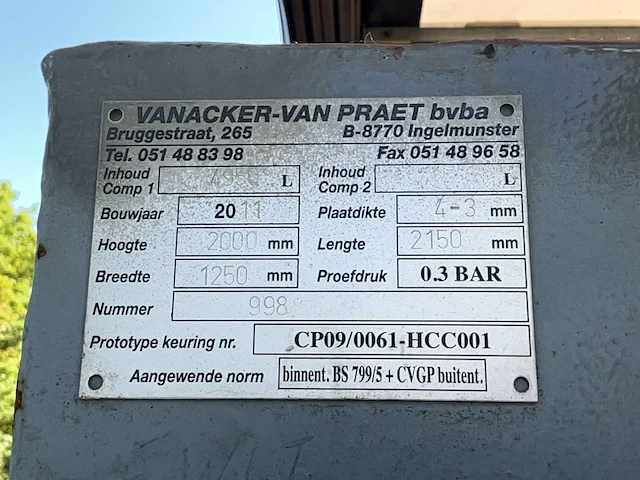 VANACKER-VAN PRAET bvba
Bruggestraat, 265 B-8770 Ingelmunster
Tel. 051 48 83 98 Fax 051 48 96 58
Inhoud Comp 1 L Inhoud Comp 2 L
Bouwjaar 2011 Plaatdikte 4-3 mm
Hoogte 2000 mm Lengte 2150 mm
Breedte 1250 mm Proefdruk 0.3 BAR
Nummer 998
Prototype keuring nr. CP09/0061-HCC001
Aangewende norm binnent. BS 799/5 + CVGP buitent.